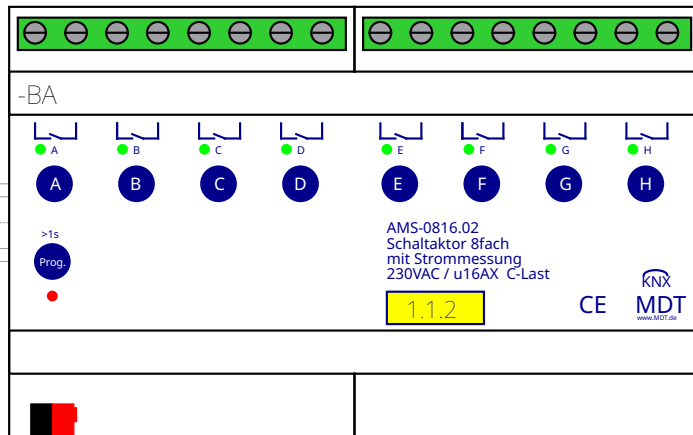 -BA
A B C D E F G H
A B C D E F G H
>1s
Prog.
AMS-0816.02
Schaltaktor 8fach
mit Strommessung
230VAC / u16AX C-Last
1.1.2
CE
KNX
MDT
www.MDT.de